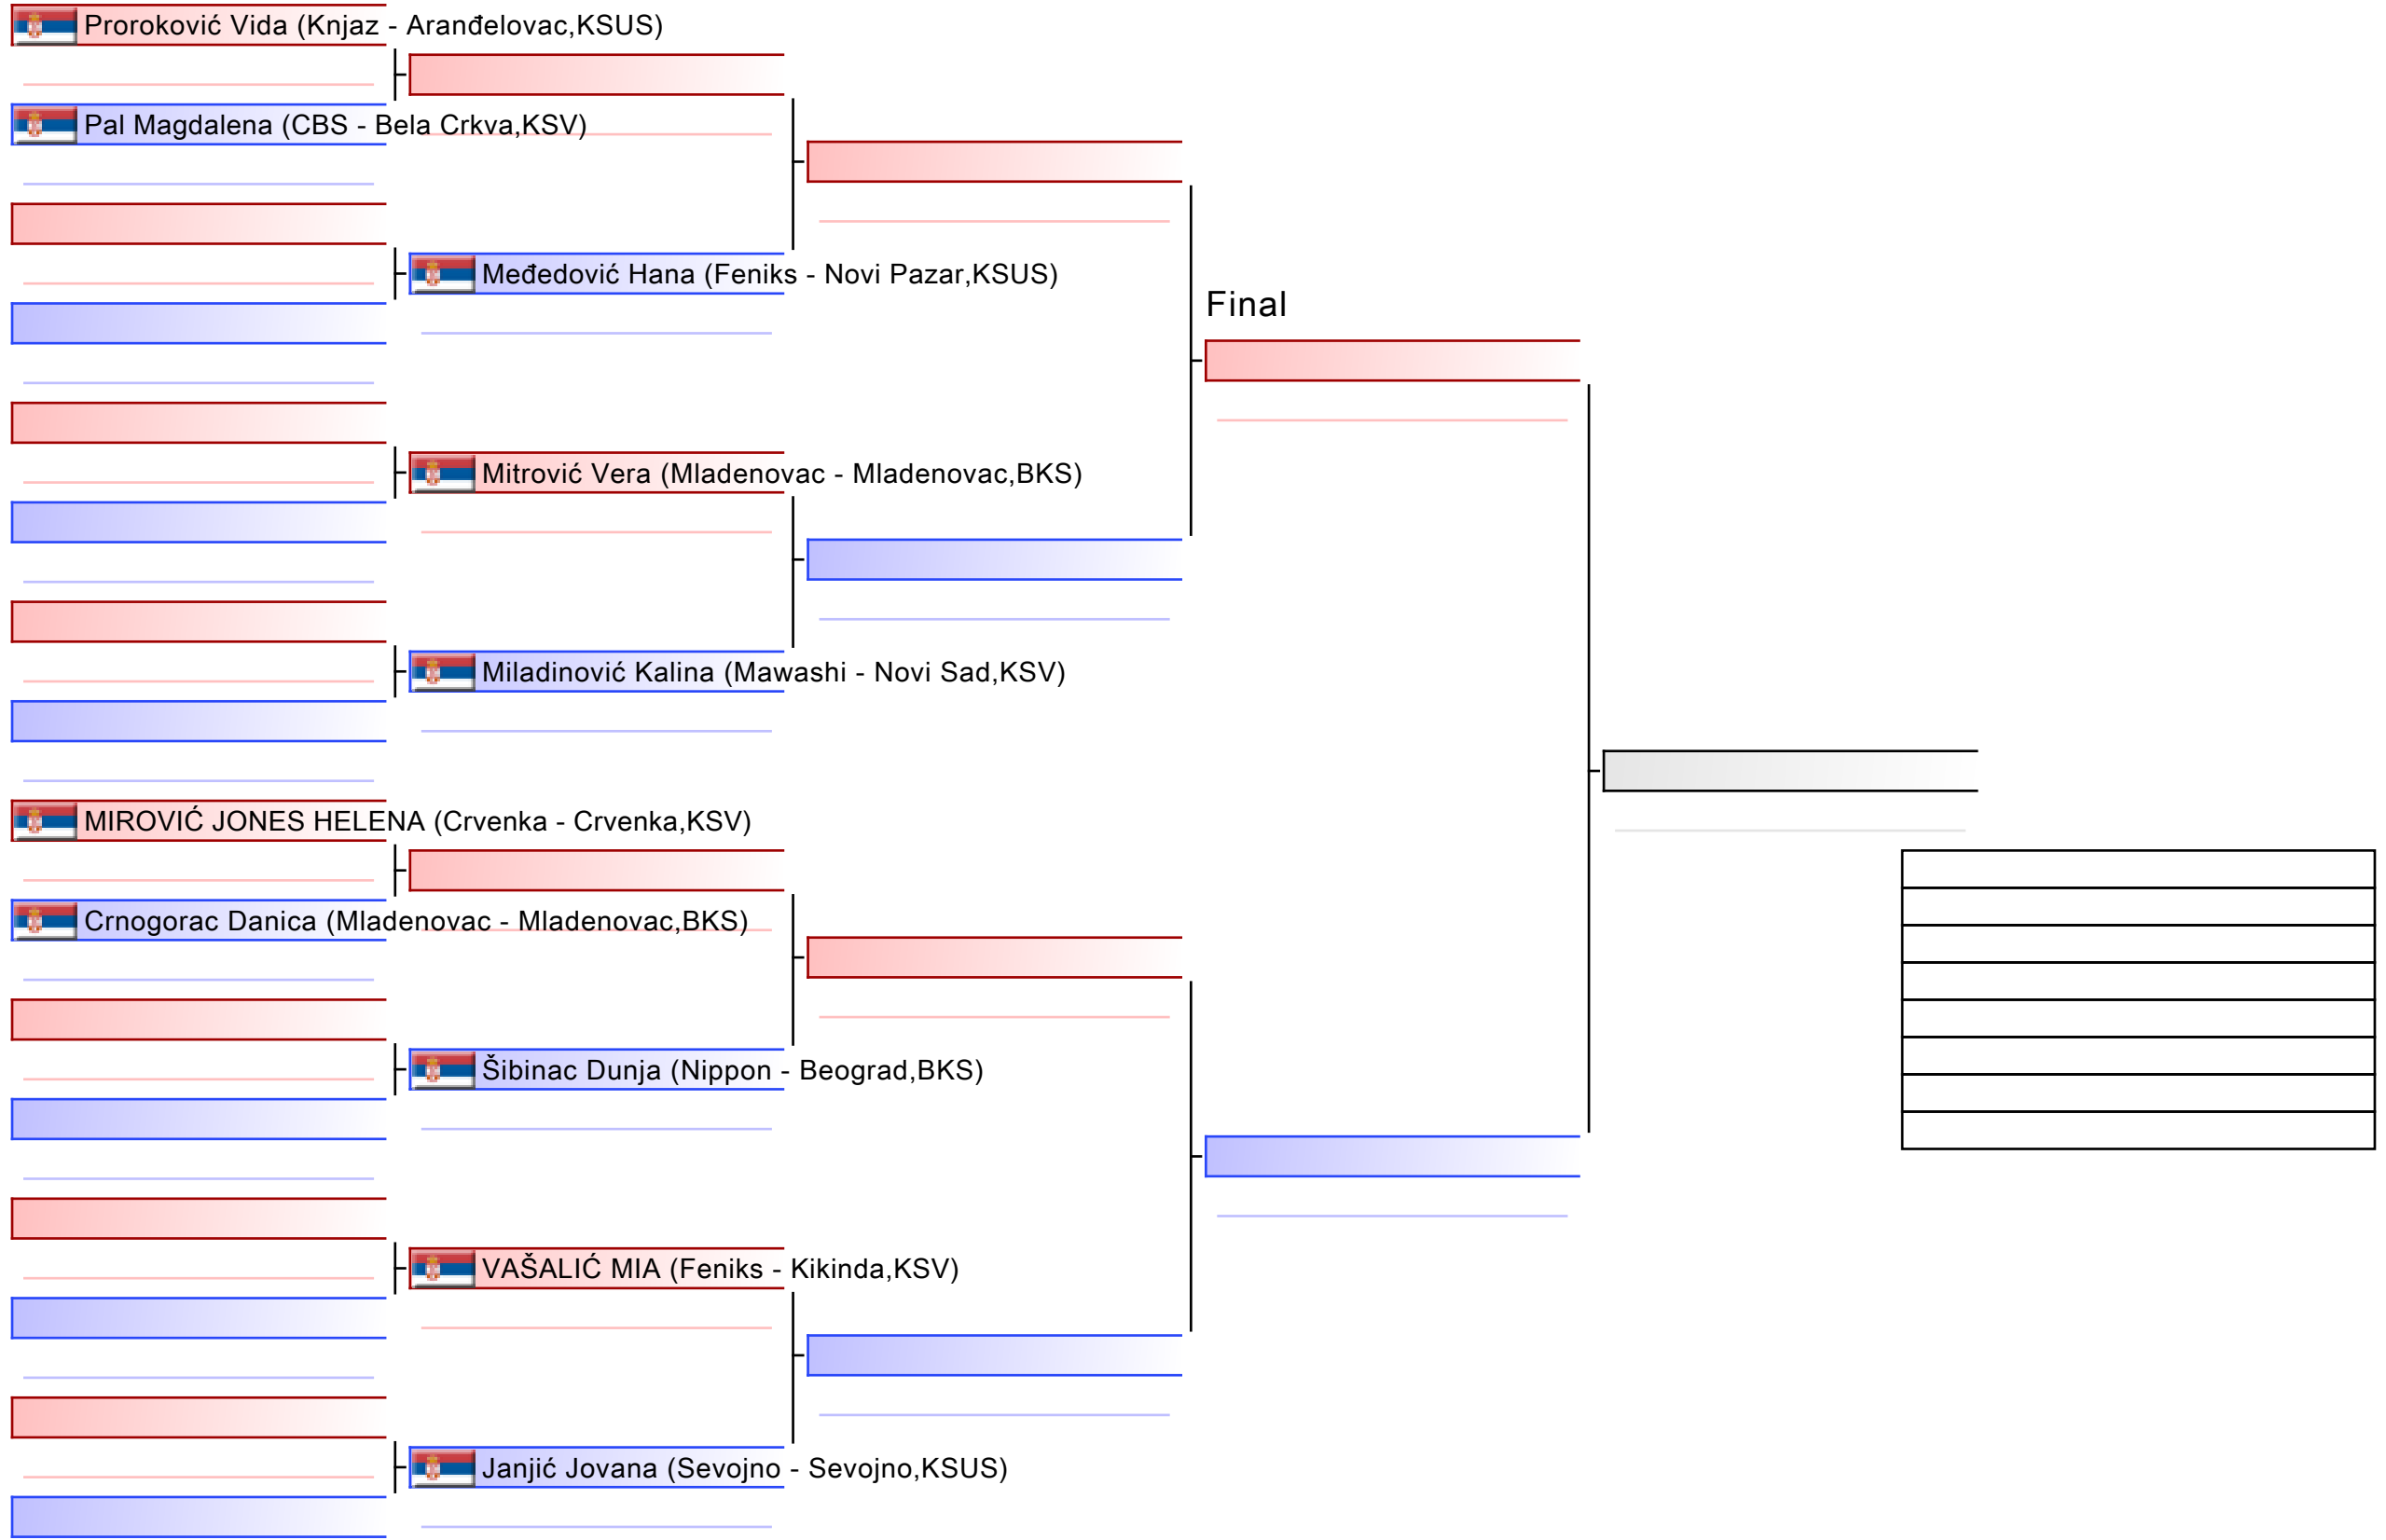 Proroković Vida (Knjaz - Aranđelovac,KSUS)
Pal Magdalena (CBS - Bela Crkva,KSV)
Međedović Hana (Feniks - Novi Pazar,KSUS)
Final
Mitrović Vera (Mladenovac - Mladenovac,BKS)
Miladinović Kalina (Mawashi - Novi Sad,KSV)
MIROVIĆ JONES HELENA (Crvenka - Crvenka,KSV)
Crnogorac Danica (Mladenovac - Mladenovac,BKS)
Šibinac Dunja (Nippon - Beograd,BKS)
VAŠALIĆ MIA (Feniks - Kikinda,KSV)
Janjić Jovana (Sevojno - Sevojno,KSUS)